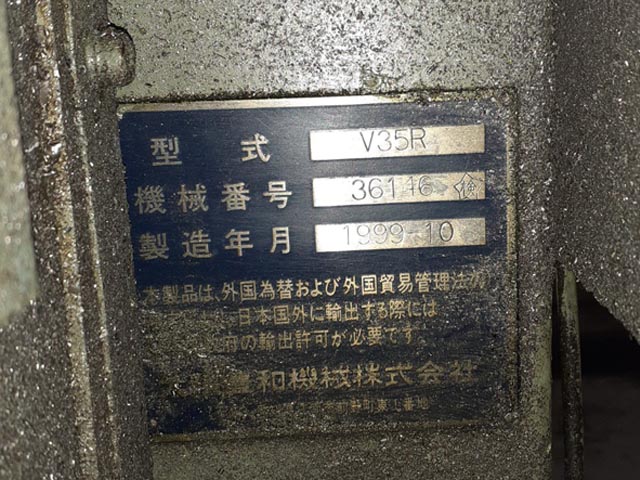 型式 V35R
機械番号 36146 検
製造年月 1999-10
本製品は、外国為替および外国貿易管理法の
日本国外に輸出する際には
の輸出許可が必要です。
豊和機械株式会社